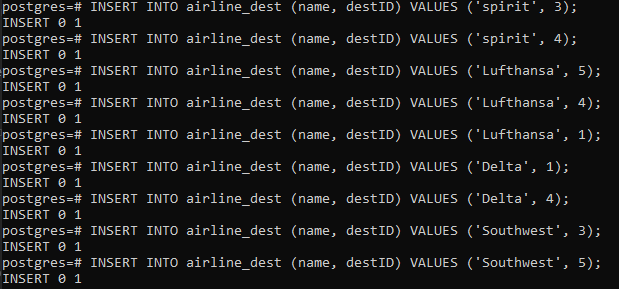 postgres=# INSERT INTO airline_dest (name, destID) VALUES ('spirit', 3);
INSERT 0 1
postgres=# INSERT INTO airline_dest (name, destID) VALUES ('spirit', 4);
INSERT 0 1
postgres=# INSERT INTO airline_dest (name, destID) VALUES ('Lufthansa', 5);
INSERT 0 1
postgres=# INSERT INTO airline_dest (name, destID) VALUES ('Lufthansa', 4);
INSERT 0 1
postgres=# INSERT INTO airline_dest (name, destID) VALUES ('Lufthansa', 1);
INSERT 0 1
postgres=# INSERT INTO airline_dest (name, destID) VALUES ('Delta', 1);
INSERT 0 1
postgres=# INSERT INTO airline_dest (name, destID) VALUES ('Delta', 4);
INSERT 0 1
postgres=# INSERT INTO airline_dest (name, destID) VALUES ('Southwest', 3);
INSERT 0 1
postgres=# INSERT INTO airline_dest (name, destID) VALUES ('Southwest', 5);
INSERT 0 1